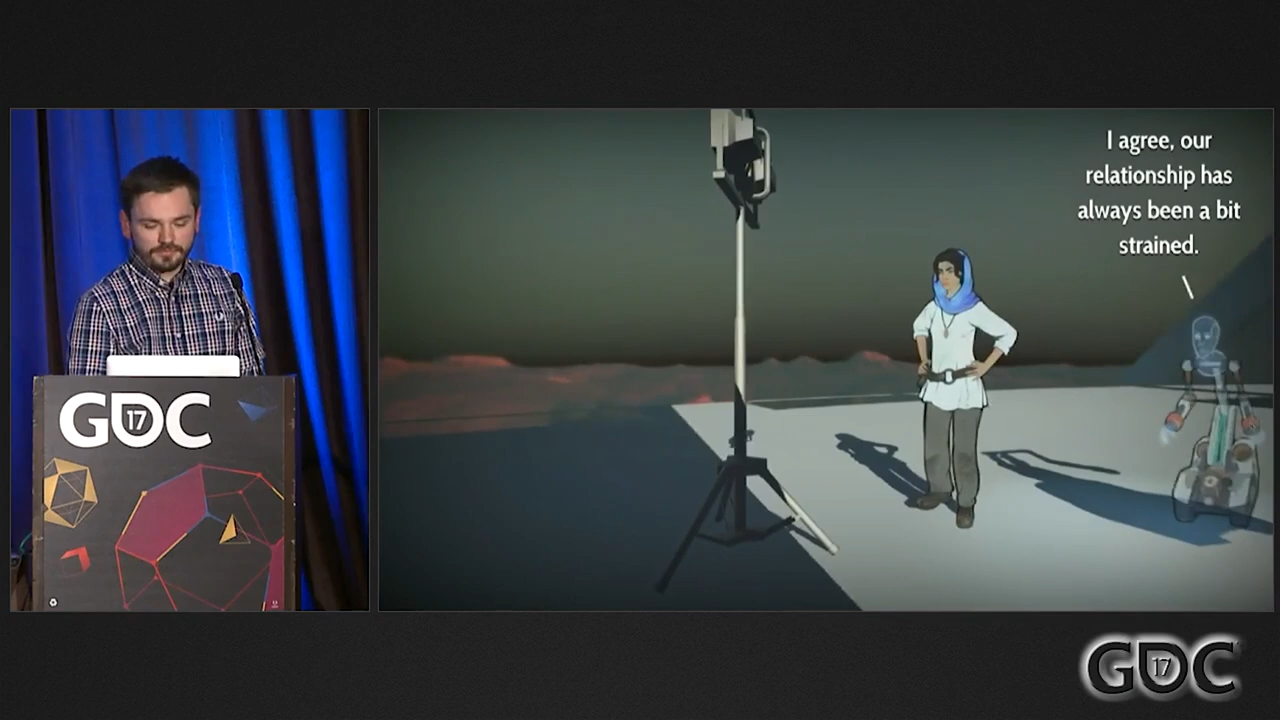 I agree, our
relationship has
always been a bit
strained.
GDC
17
GDC
17